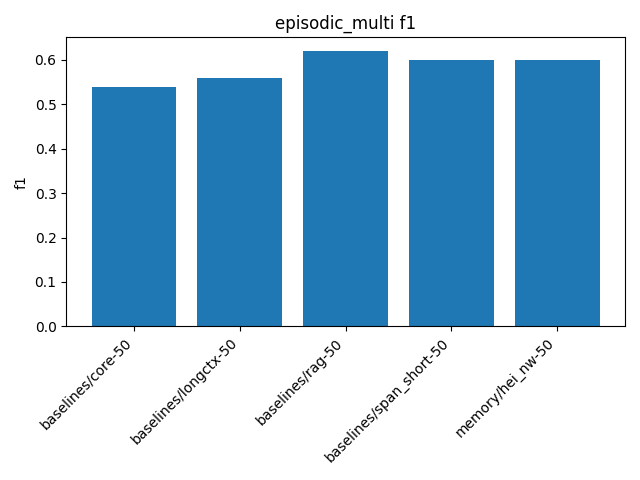 episodic_multi f1
f1
0.6
0.5
0.4
0.3
0.2
0.1
0.0
baselines/core-50
baselines/longctx-50
baselines/rag-50
baselines/span_short-50
memory/hei_nw-50